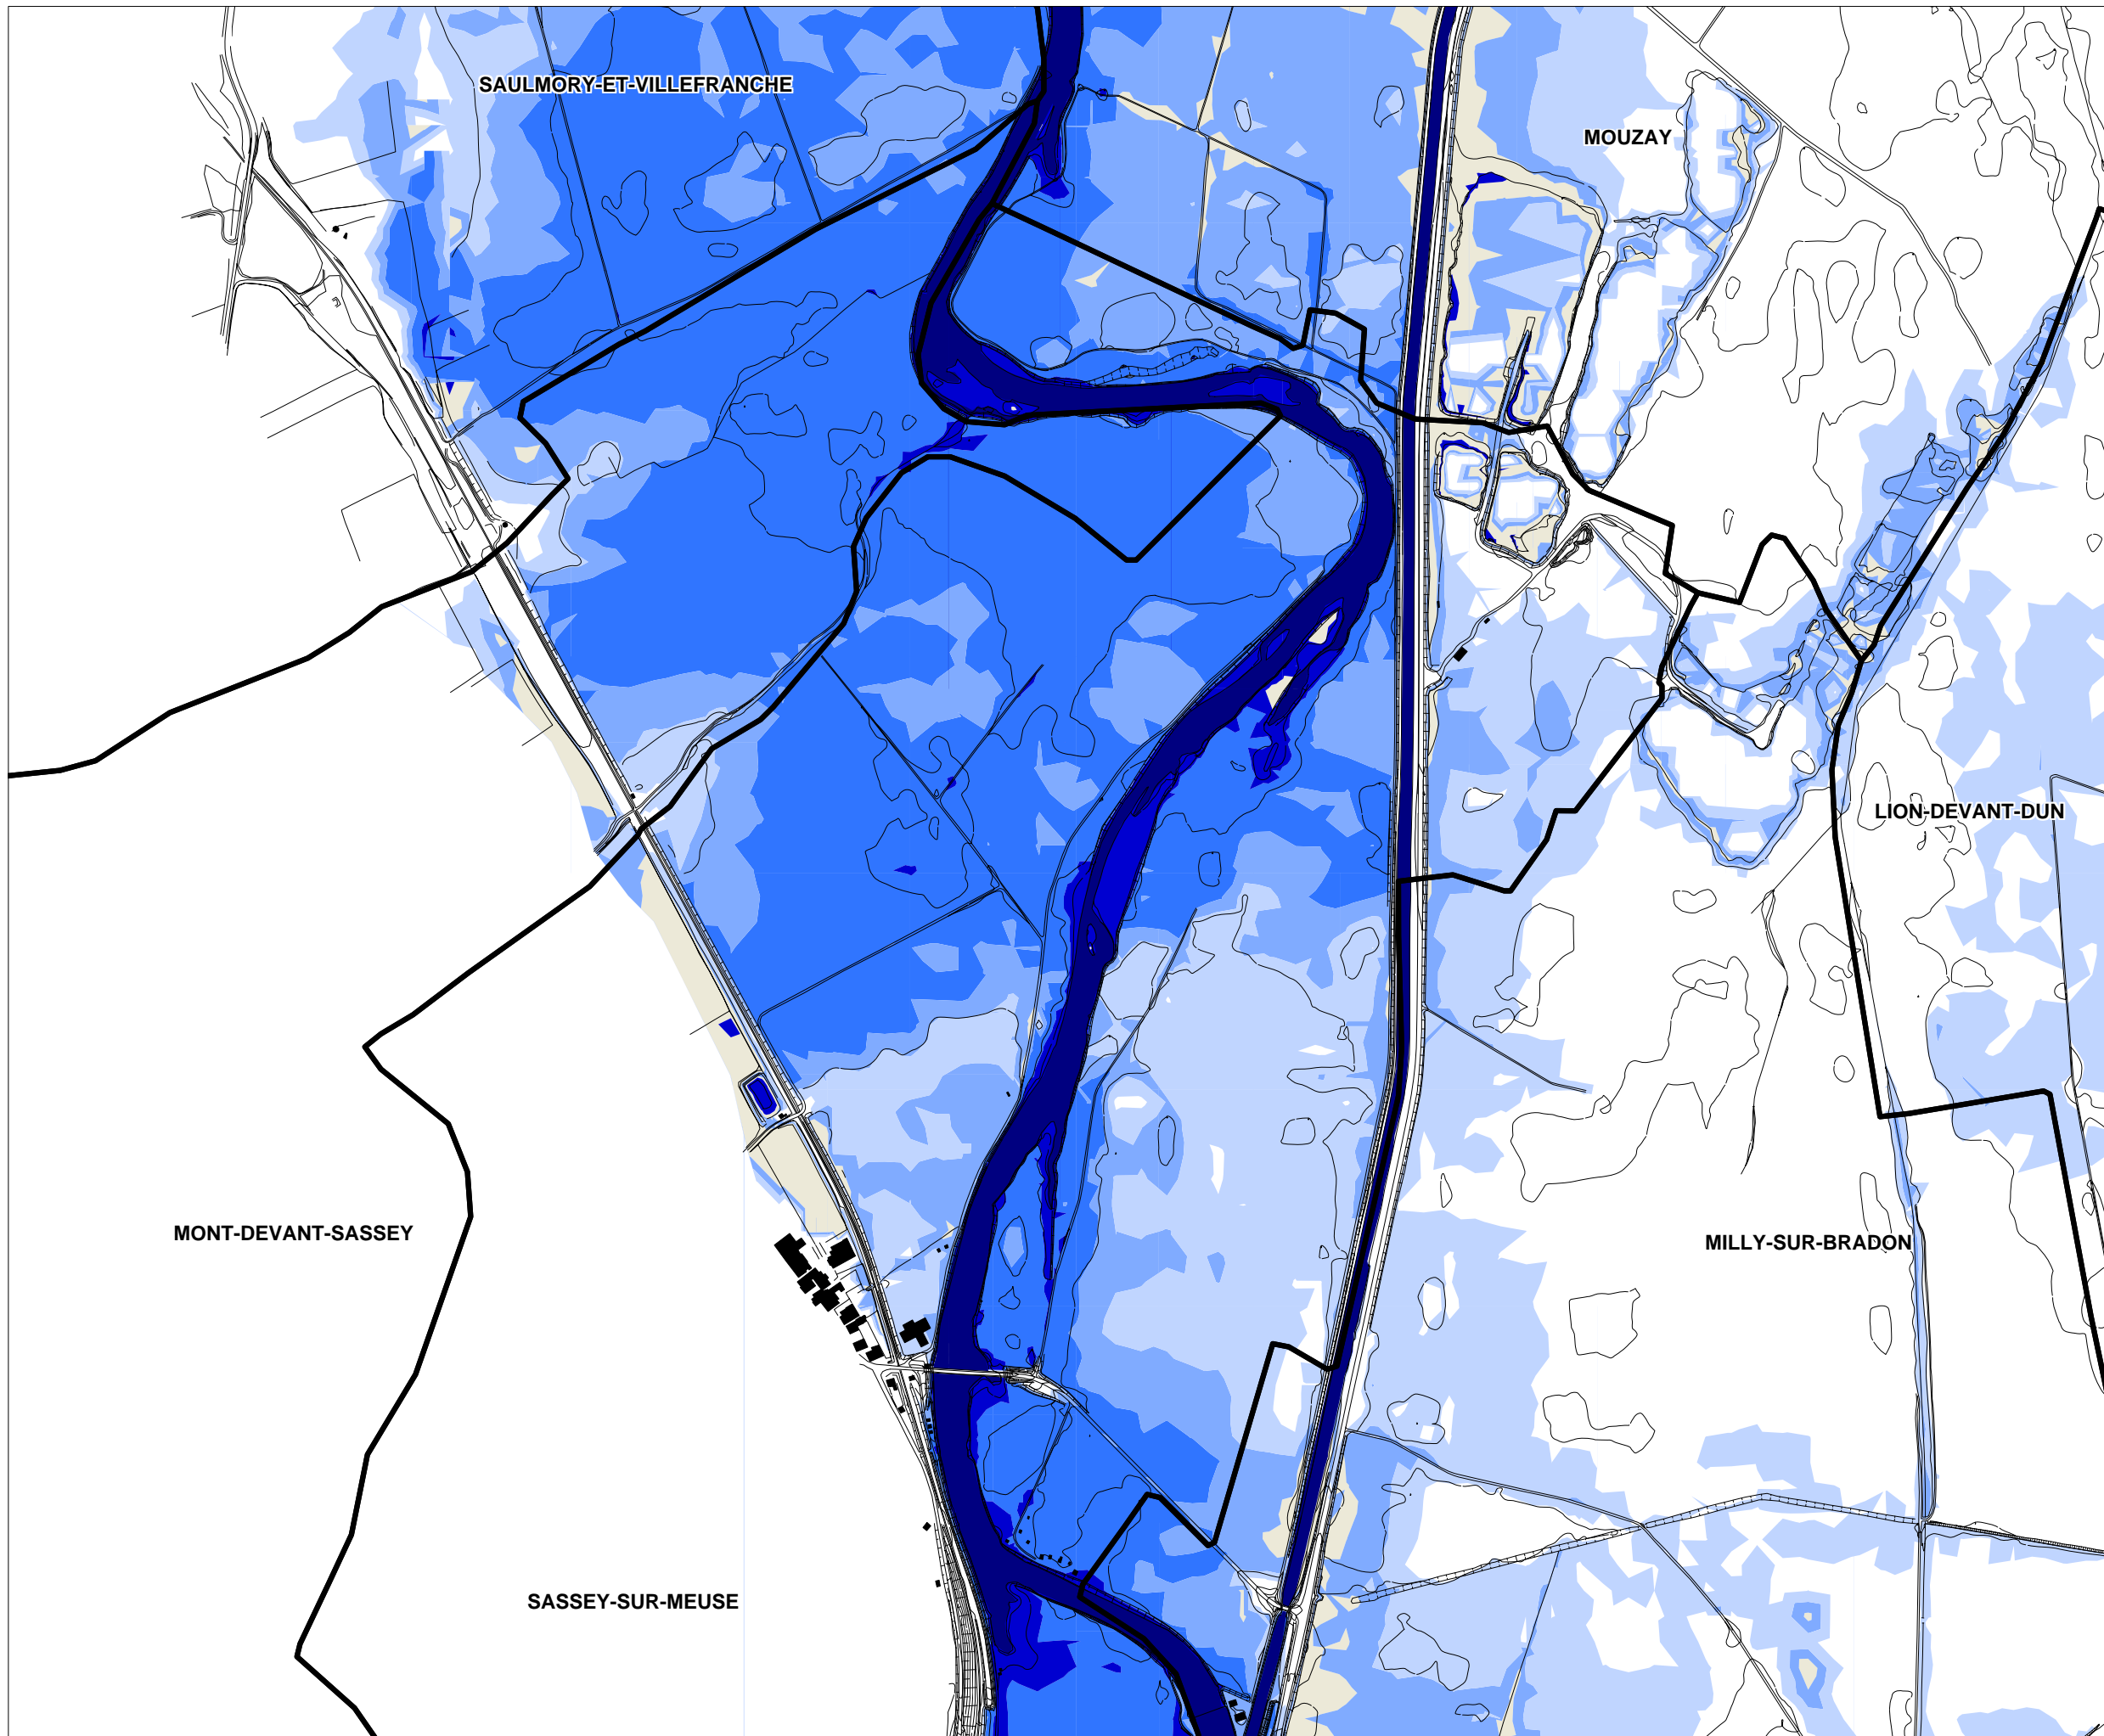 SAULMORY-ET-VILLEFRANCHE
MOUZAY
LION-DEVANT-DUN
MONT-DEVANT-SASSEY
MILLY-SUR-BRADON
SASSEY-SUR-MEUSE